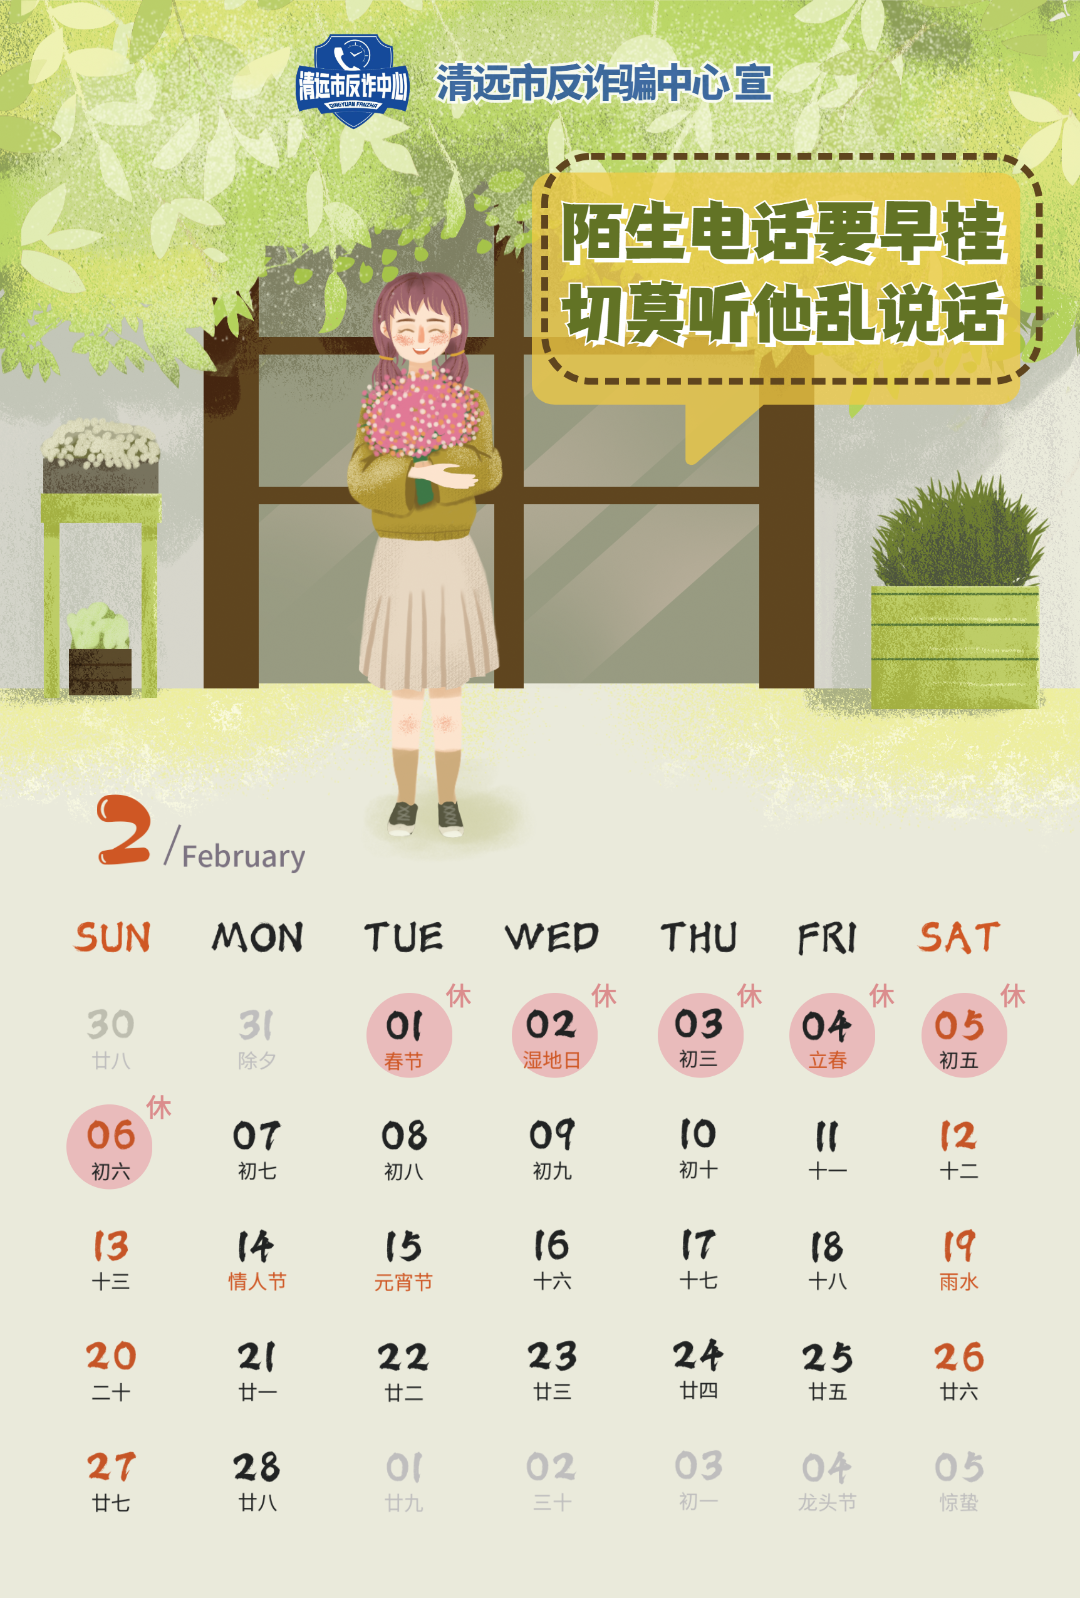 清远市反诈中心
QINGYUAN FANZHA
清远市反诈骗中心 宣
陌生电话要早挂
切莫听他乱说话
2/February
SUN MON TUE WED THU FRI SAT
休 休 休 休 休
30 31 01 02 03 04 05
廿八 除夕 春节 湿地日 初三 立春 初五
休
06 07 08 09 10 11 12
初六 初七 初八 初九 初十 十一 十二
13 14 15 16 17 18 19
十三 情人节 元宵节 十六 十七 十八 雨水
20 21 22 23 24 25 26
二十 廿一 廿二 廿三 廿四 廿五 廿六
27 28 01 02 03 04 05
廿七 廿八 廿九 三十 初一 龙头节 惊蛰